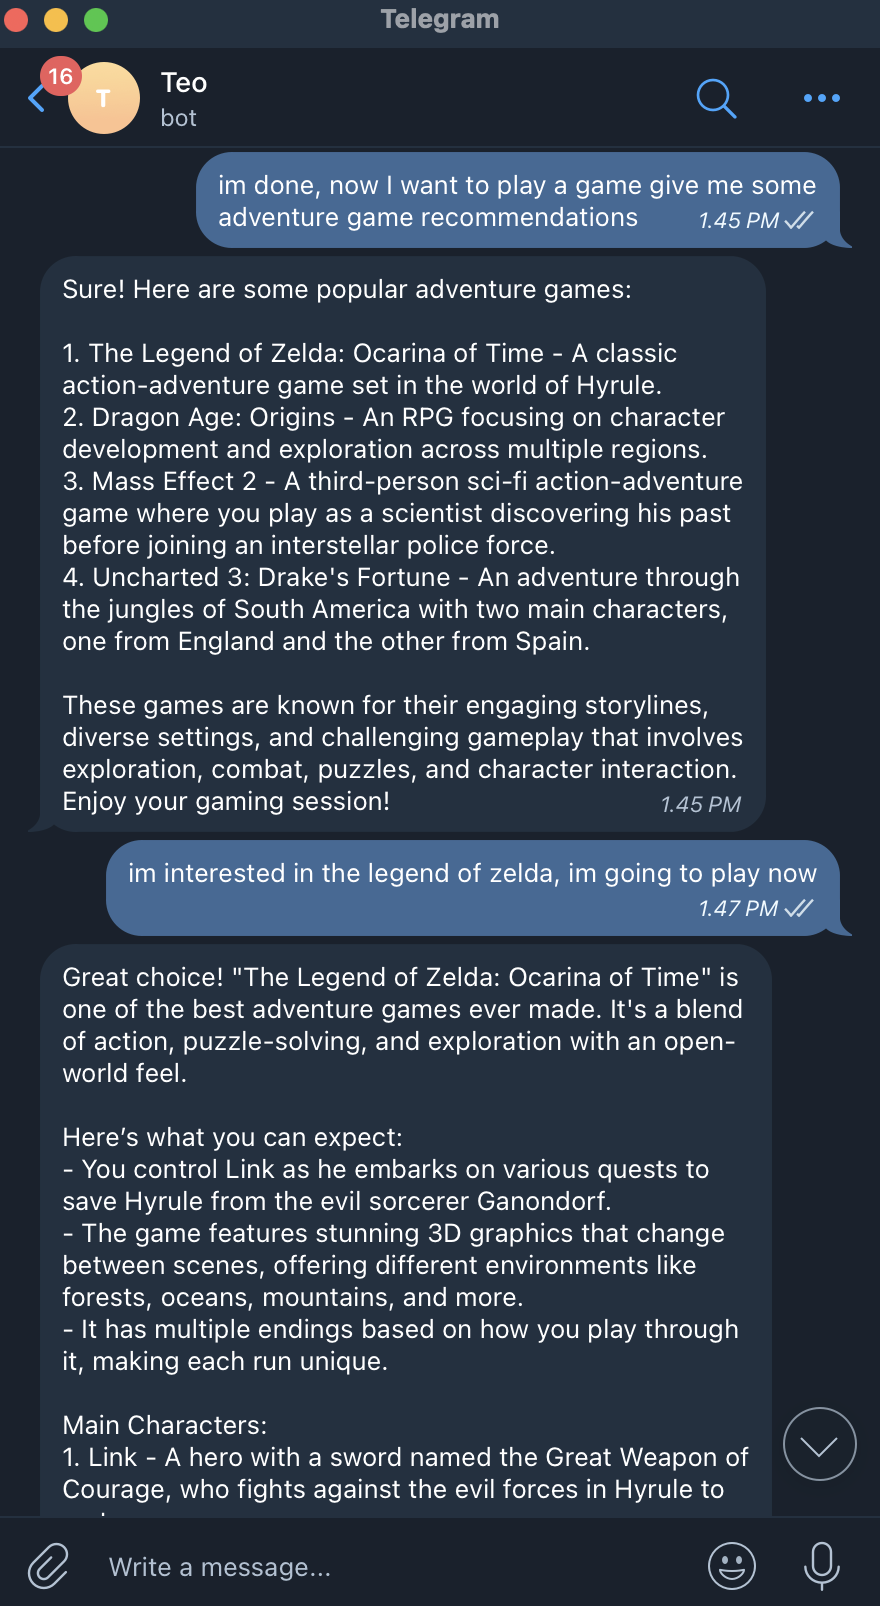 Telegram
16
T
Teo
bot
im done, now I want to play a game give me some
adventure game recommendations
1.45 PM
Sure! Here are some popular adventure games:
1. The Legend of Zelda: Ocarina of Time - A classic
action-adventure game set in the world of Hyrule.
2. Dragon Age: Origins - An RPG focusing on character
development and exploration across multiple regions.
3. Mass Effect 2 - A third-person sci-fi action-adventure
game where you play as a scientist discovering his past
before joining an interstellar police force.
4. Uncharted 3: Drake's Fortune - An adventure through
the jungles of South America with two main characters,
one from England and the other from Spain.
These games are known for their engaging storylines,
diverse settings, and challenging gameplay that involves
exploration, combat, puzzles, and character interaction.
Enjoy your gaming session!
1.45 PM
im interested in the legend of zelda, im going to play now
1.47 PM
Great choice! "The Legend of Zelda: Ocarina of Time" is
one of the best adventure games ever made. It's a blend
of action, puzzle-solving, and exploration with an open-
world feel.
Here’s what you can expect:
- You control Link as he embarks on various quests to
save Hyrule from the evil sorcerer Ganondorf.
- The game features stunning 3D graphics that change
between scenes, offering different environments like
forests, oceans, mountains, and more.
- It has multiple endings based on how you play through
it, making each run unique.
Main Characters:
1. Link - A hero with a sword named the Great Weapon of
Courage, who fights against the evil forces in Hyrule to
Write a message...